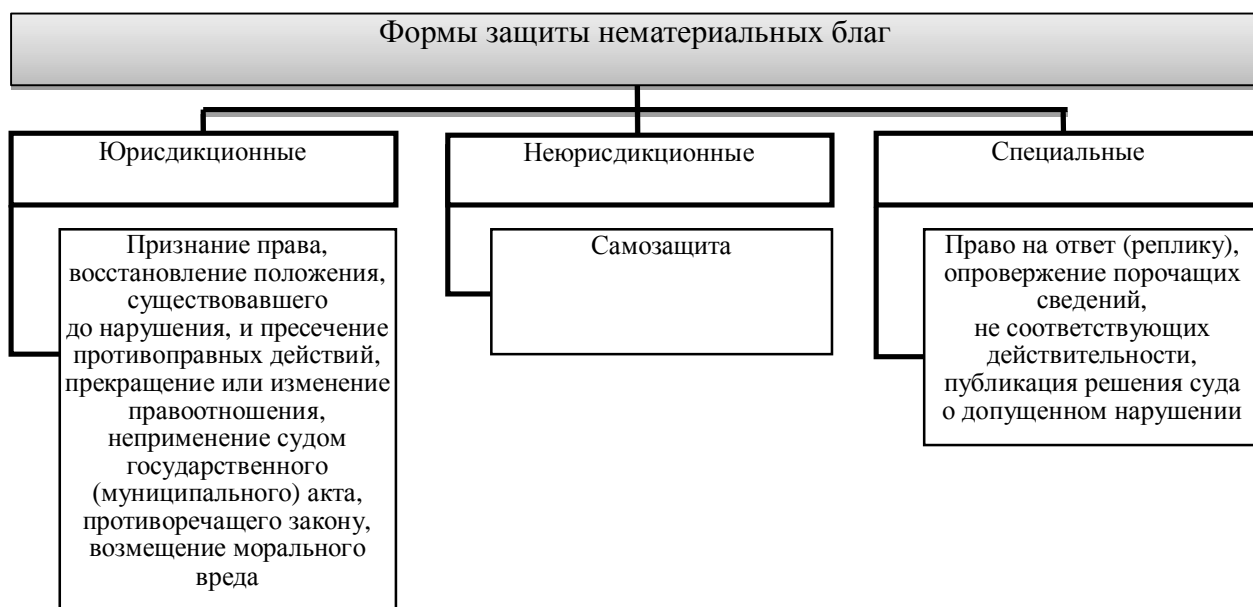 Формы защиты нематериальных благ
Юрисдикционные
Признание права,
восстановление положения,
существовавшего
до нарушения, и пресечение
противоправных действий,
прекращение или изменение
правоотношения,
неприменение судом
государственного
(муниципального) акта,
противоречащего закону,
возмещение морального
вреда
Неюрисдикционные
Самозащита
Специальные
Право на ответ (реплику),
опровержение порочащих
сведений,
не соответствующих
действительности,
публикация решения суда
о допущенном нарушении